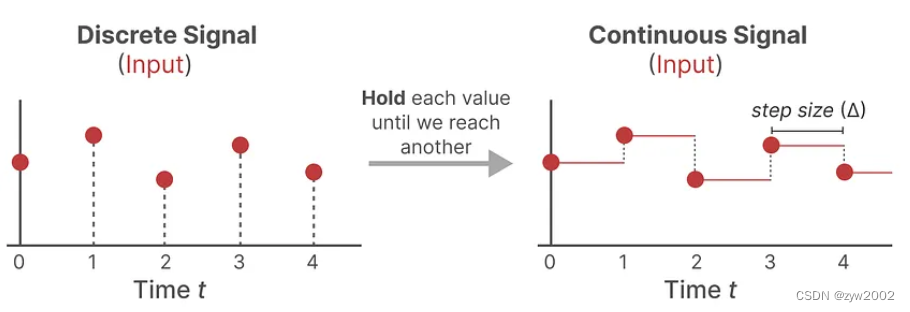 Discrete Signal
(Input)
Continuous Signal
(Input)
Hold each value
until we reach
another
step size (Δ)
0 1 2 3 4
Time t
0 1 2 3 4
Time t
CSDN @zyw2002